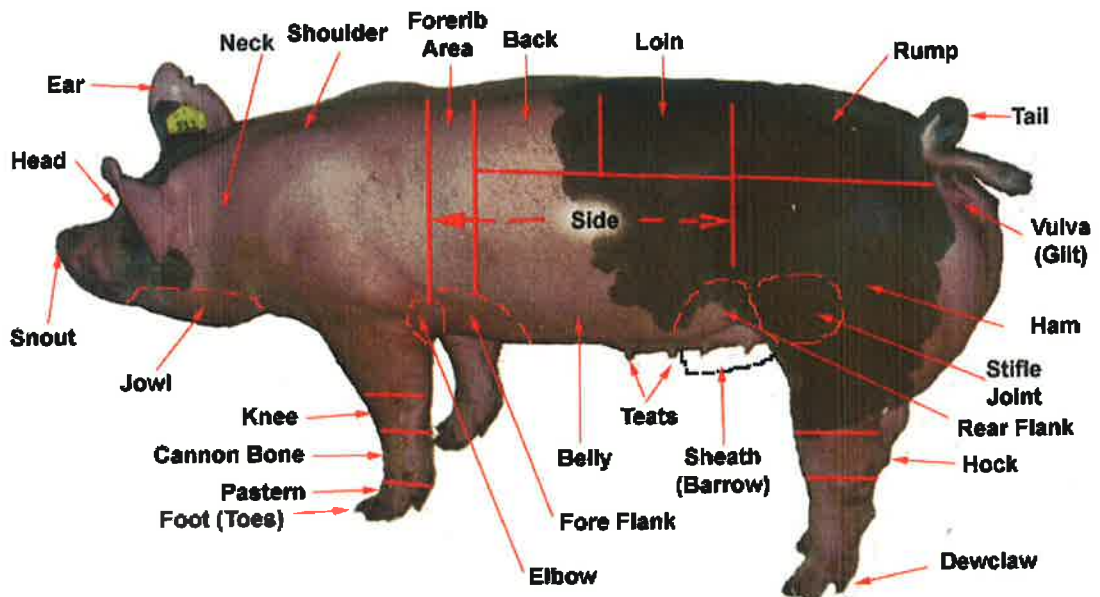 Forerib
Area
Neck
Shoulder
Back
Loin
Rump
Ear
Tail
Head
Side
Vulva
(Gilt)
Snout
Jowl
Ham
Stifle
Joint
Teats
Knee
Rear Flank
Cannon Bone
Belly
Sheath
(Barrow)
Hock
Pastern
Foot (Toes)
Fore Flank
Elbow
Dewclaw